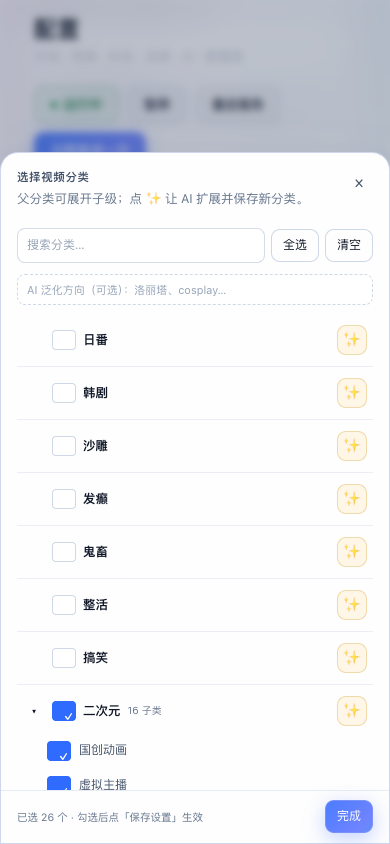 配置
选择视频分类
父分类可展开子级；点 ✨ 让 AI 扩展并保存新分类。
搜索分类...
全选
清空
AI 泛化方向（可选）：洛丽塔、cosplay...
日番
韩剧
沙雕
发癫
鬼畜
整活
搞笑
二次元 16 子类
国创动画
虚拟主播
已选 26 个 · 勾选后点「保存设置」生效
完成